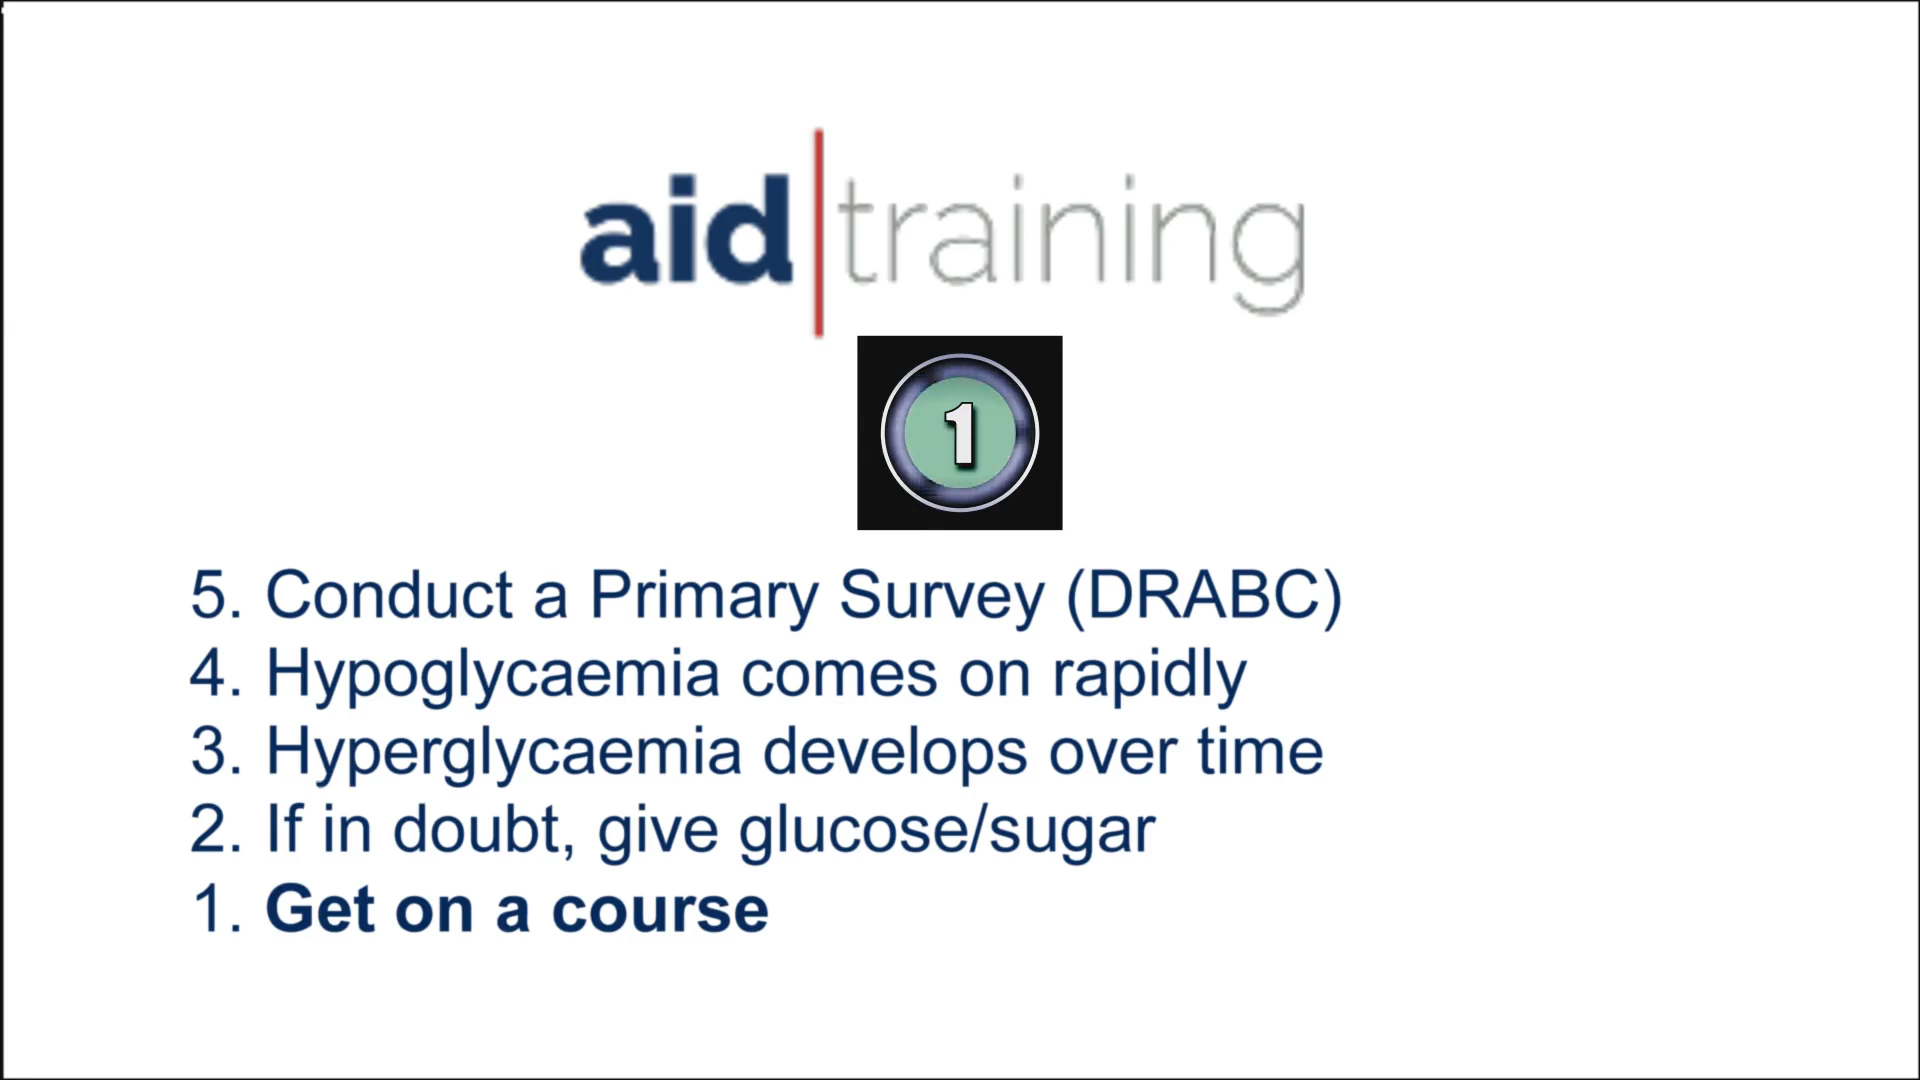 aid training
1
5. Conduct a Primary Survey (DRABC)
4. Hypoglycaemia comes on rapidly
3. Hyperglycaemia develops over time
2. If in doubt, give glucose/sugar
1. Get on a course